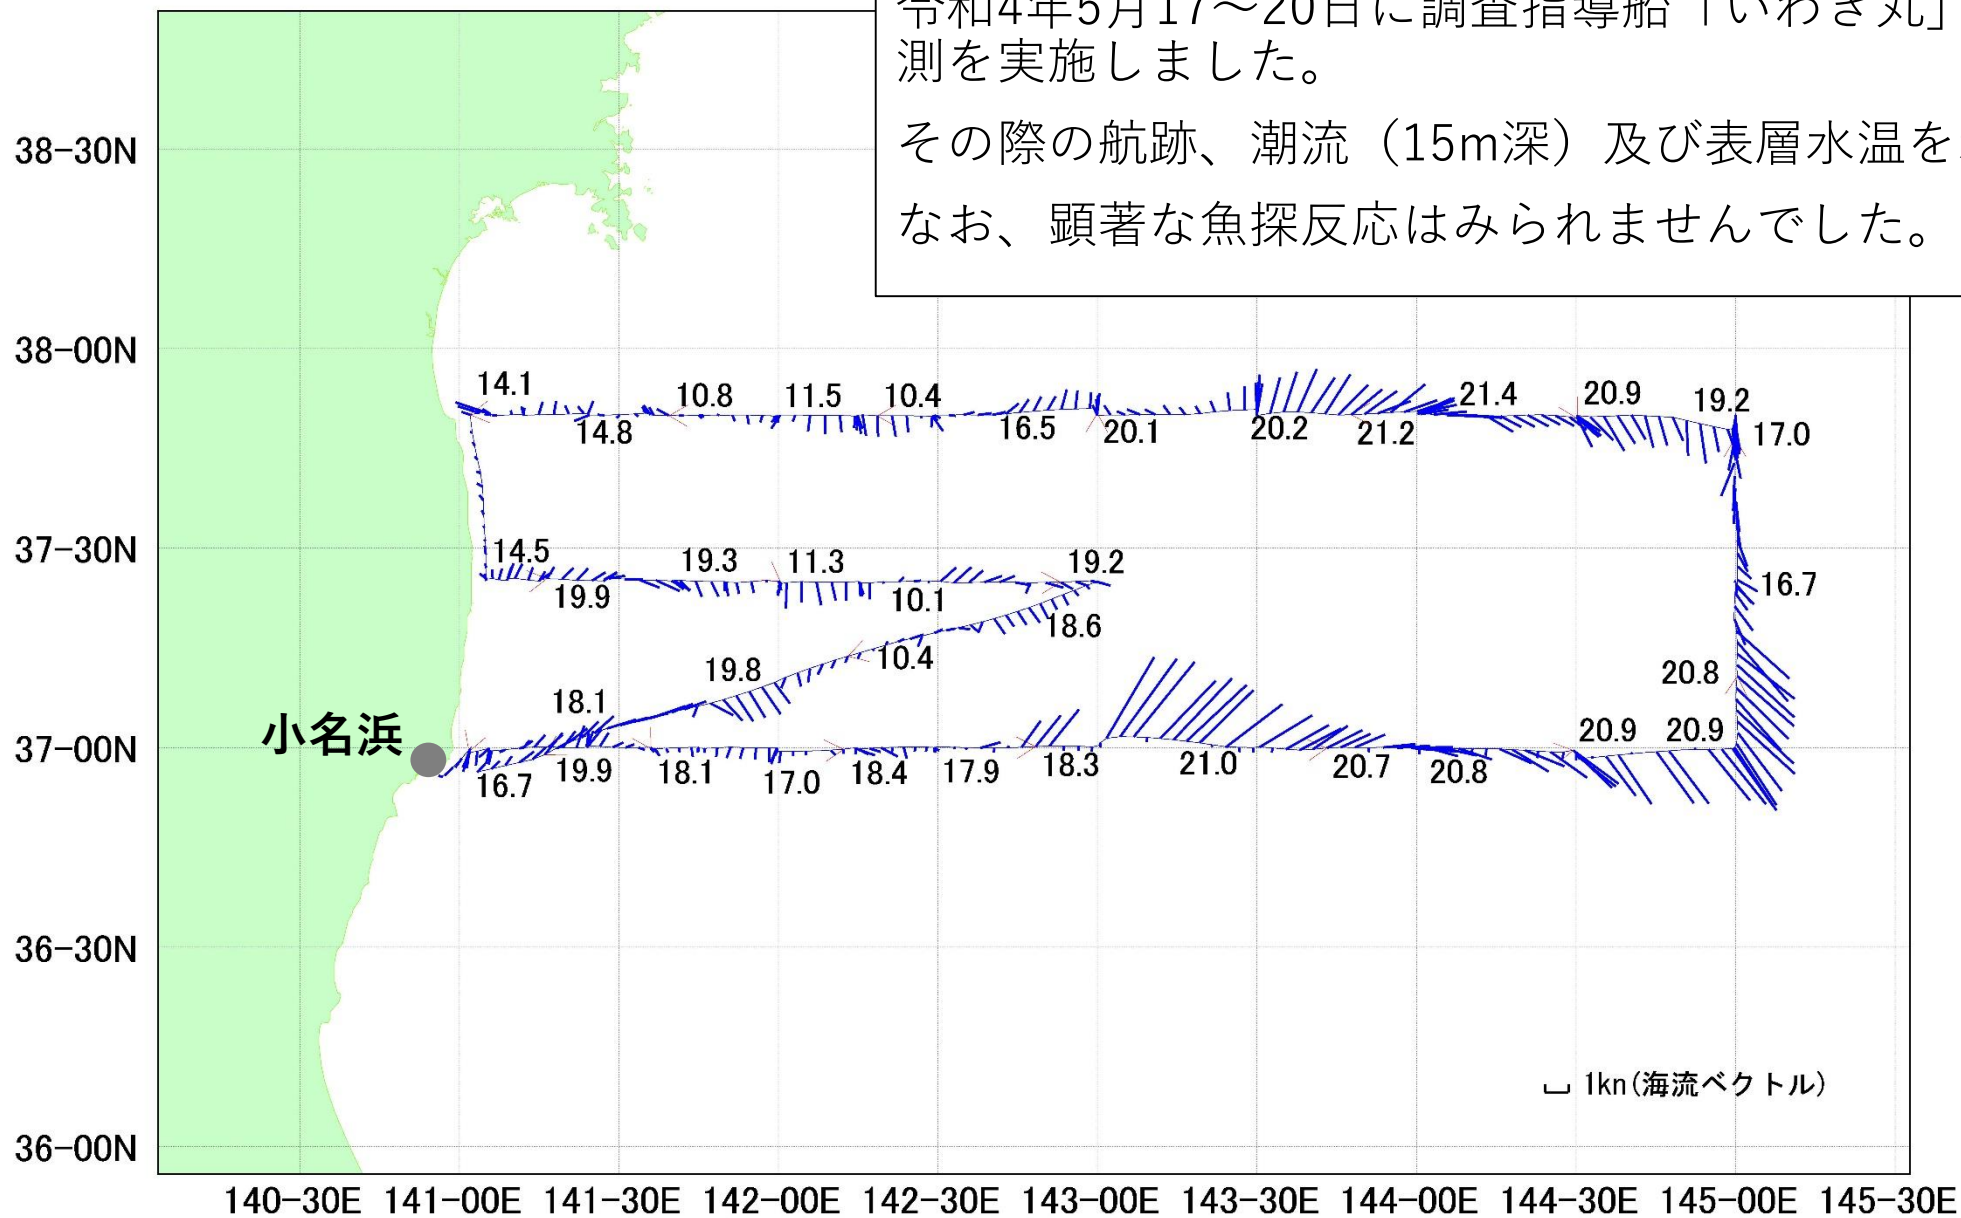 令和4年5月17～20日に調査指導船「いわき丸」
測を実施しました。
その際の航跡、潮流（15m深）及び表層水温を
なお、顕著な魚探反応はみられませんでした。
38-30N
38-00N
37-30N
37-00N
36-30N
36-00N
14.1
10.8
11.5
10.4
21.4
20.9
19.2
14.8
16.5
20.1
20.2
21.2
17.0
14.5
19.3
11.3
19.2
19.9
10.1
16.7
18.6
10.4
19.8
20.8
18.1
小名浜
20.9
20.9
16.7
19.9
18.1
17.0
18.4
17.9
18.3
21.0
20.7
20.8
1kn(海流ベクトル)
140-30E 141-00E 141-30E 142-00E 142-30E 143-00E 143-30E 144-00E 144-30E 145-00E 145-30E